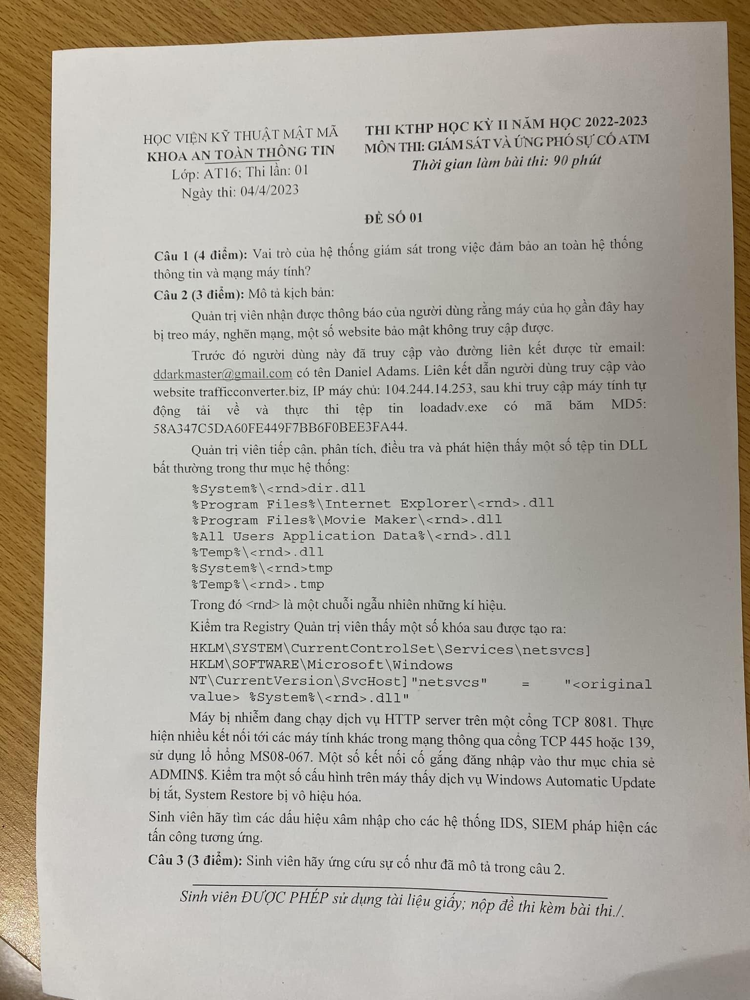 HỌC VIỆN KỸ THUẬT MẬT MÃ
KHOA AN TOÀN THÔNG TIN
Lớp: AT16; Thi lần: 01
Ngày thi: 04/4/2023
THI KTHP HỌC KỲ II NĂM HỌC 2022-2023
MÔN THI: GIÁM SÁT VÀ ỨNG PHÓ SỰ CỐ ATM
Thời gian làm bài thi: 90 phút
ĐỀ SỐ 01
Câu 1 (4 điểm): Vai trò của hệ thống giám sát trong việc đảm bảo an toàn hệ thống
thông tin và mạng máy tính?
Câu 2 (3 điểm): Mô tả kịch bản:
Quản trị viên nhận được thông báo của người dùng rằng máy của họ gần đây hay
bị treo máy, nghẽn mạng, một số website bảo mật không truy cập được.
Trước đó người dùng này đã truy cập vào đường liên kết được từ email:
ddarkmaster@gmail.com có tên Daniel Adams. Liên kết dẫn người dùng truy cập vào
website trafficconverter.biz, IP máy chủ: 104.244.14.253, sau khi truy cập máy tính tự
động tải về và thực thi tệp tin loadadv.exe có mã băm MD5:
58A347C5DA60FE449F7BB6F0BEE3FA44.
Quản trị viên tiếp cận, phân tích, điều tra và phát hiện thấy một số tệp tin DLL
bất thường trong thư mục hệ thống:
%System%\<rnd>dir.dll
%Program Files%\Internet Explorer\<rnd>.dll
%Program Files%\Movie Maker\<rnd>.dll
%All Users Application Data%\<rnd>.dll
%Temp%\<rnd>.dll
%System%\<rnd>tmp
%Temp%\<rnd>.tmp
Trong đó <rnd> là một chuỗi ngẫu nhiên những kí hiệu.
Kiểm tra Registry Quản trị viên thấy một số khóa sau được tạo ra:
HKLM\SYSTEM\CurrentControlSet\Services\netsvcs]
HKLM\SOFTWARE\Microsoft\Windows
NT\CurrentVersion\SvcHost]"netsvcs" = "<original
value> %System%\<rnd>.dll"
Máy bị nhiễm đang chạy dịch vụ HTTP server trên một cổng TCP 8081. Thực
hiện nhiều kết nối tới các máy tính khác trong mạng thông qua cổng TCP 445 hoặc 139,
sử dụng lổ hổng MS08-067. Một số kết nối cố gắng đăng nhập vào thư mục chia sẻ
ADMIN$. Kiểm tra một số cấu hình trên máy thấy dịch vụ Windows Automatic Update
bị tắt, System Restore bị vô hiệu hóa.
Sinh viên hãy tìm các dấu hiệu xâm nhập cho các hệ thống IDS, SIEM pháp hiện các
tấn công tương ứng.
Câu 3 (3 điểm): Sinh viên hãy ứng cứu sự cố như đã mô tả trong câu 2.
Sinh viên ĐƯỢC PHÉP sử dụng tài liệu giấy; nộp đề thi kèm bài thi./.